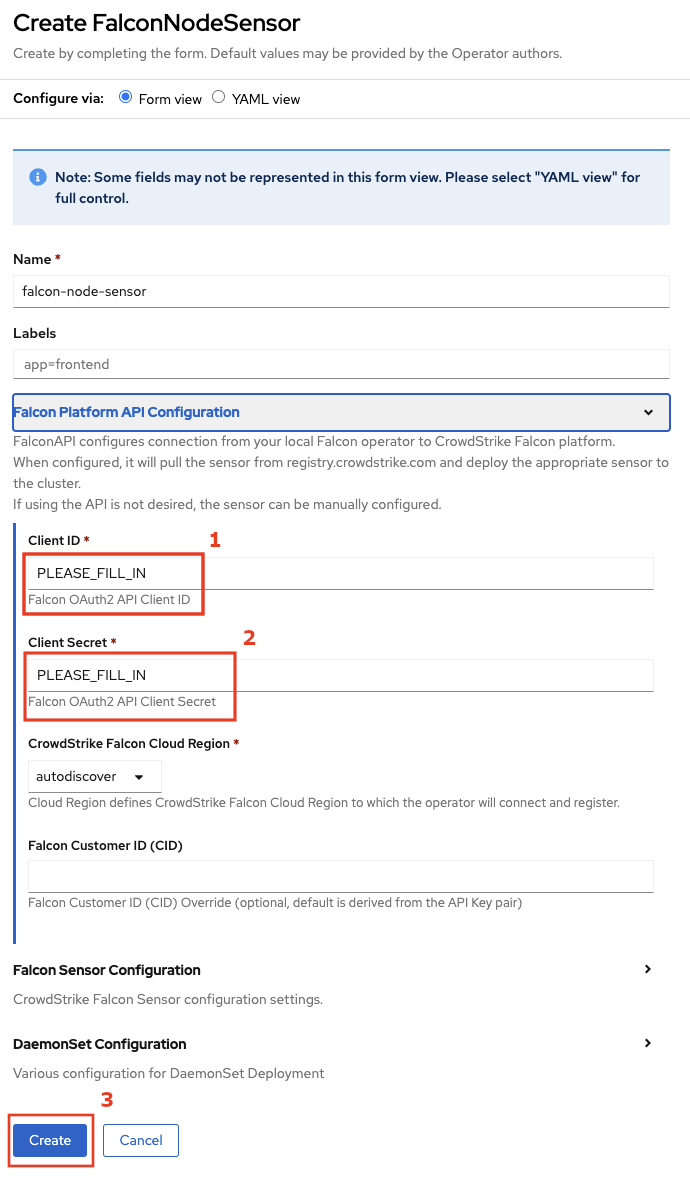 Create FalconNodeSensor
Create by completing the form. Default values may be provided by the Operator authors.
Configure via: Form view YAML view
Note: Some fields may not be represented in this form view. Please select "YAML view" for
full control.
Name *
falcon-node-sensor
Labels
app=frontend
Falcon Platform API Configuration
FalconAPI configures connection from your local Falcon operator to CrowdStrike Falcon platform.
When configured, it will pull the sensor from registry.crowdstrike.com and deploy the appropriate sensor to
the cluster.
If using the API is not desired, the sensor can be manually configured.
Client ID * 1
PLEASE_FILL_IN
Falcon OAuth2 API Client ID
Client Secret * 2
PLEASE_FILL_IN
Falcon OAuth2 API Client Secret
CrowdStrike Falcon Cloud Region *
autodiscover
Cloud Region defines CrowdStrike Falcon Cloud Region to which the operator will connect and register.
Falcon Customer ID (CID)
Falcon Customer ID (CID) Override (optional, default is derived from the API Key pair)
Falcon Sensor Configuration
CrowdStrike Falcon Sensor configuration settings.
DaemonSet Configuration
Various configuration for DaemonSet Deployment
3
Create Cancel